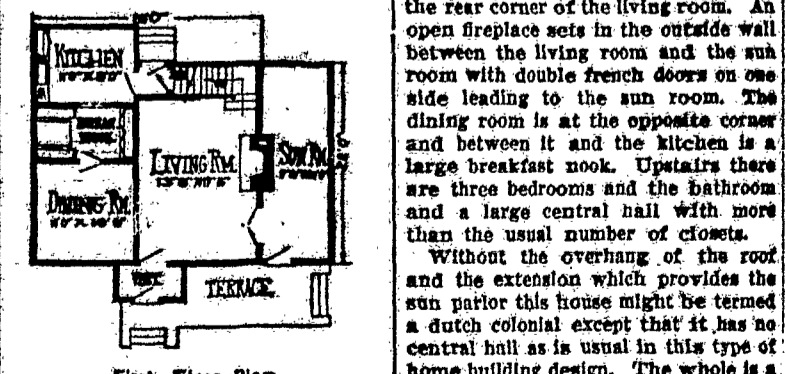 KITCHEN
LIVING RM.
SUN RM.
DINING RM.
TERRACE
First Floor Plan
the rear corner of the living room. An
open fireplace sets in the outside wall
between the living room and the sun
room with double french doors on one
side leading to the sun room. The
dining room is at the opposite corner
and between it and the kitchen is a
large breakfast nook. Upstairs there
are three bedrooms and the bathroom
and a large central hall with more
than the usual number of closets.
Without the overhang of the roof
and the extension which provides the
sun parlor this house might be termed
a dutch colonial except that it has no
central hall as is usual in this type of
home building design. The whole is a